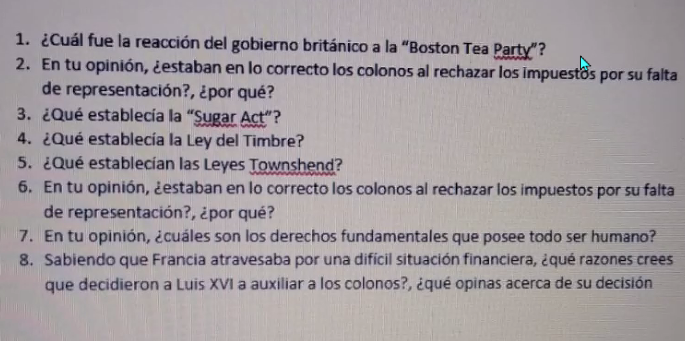 1. ¿Cuál fue la reacción del gobierno británico a la “Boston Tea Party”?
2. En tu opinión, ¿estaban en lo correcto los colonos al rechazar los impuestos por su falta
de representación?, ¿por qué?
3. ¿Qué establecía la “Sugar Act”?
4. ¿Qué establecía la Ley del Timbre?
5. ¿Qué establecían las Leyes Townshend?
6. En tu opinión, ¿estaban en lo correcto los colonos al rechazar los impuestos por su falta
de representación?, ¿por qué?
7. En tu opinión, ¿cuáles son los derechos fundamentales que posee todo ser humano?
8. Sabiendo que Francia atravesaba por una difícil situación financiera, ¿qué razones crees
que decidieron a Luis XVI a auxiliar a los colonos?, ¿qué opinas acerca de su decisión